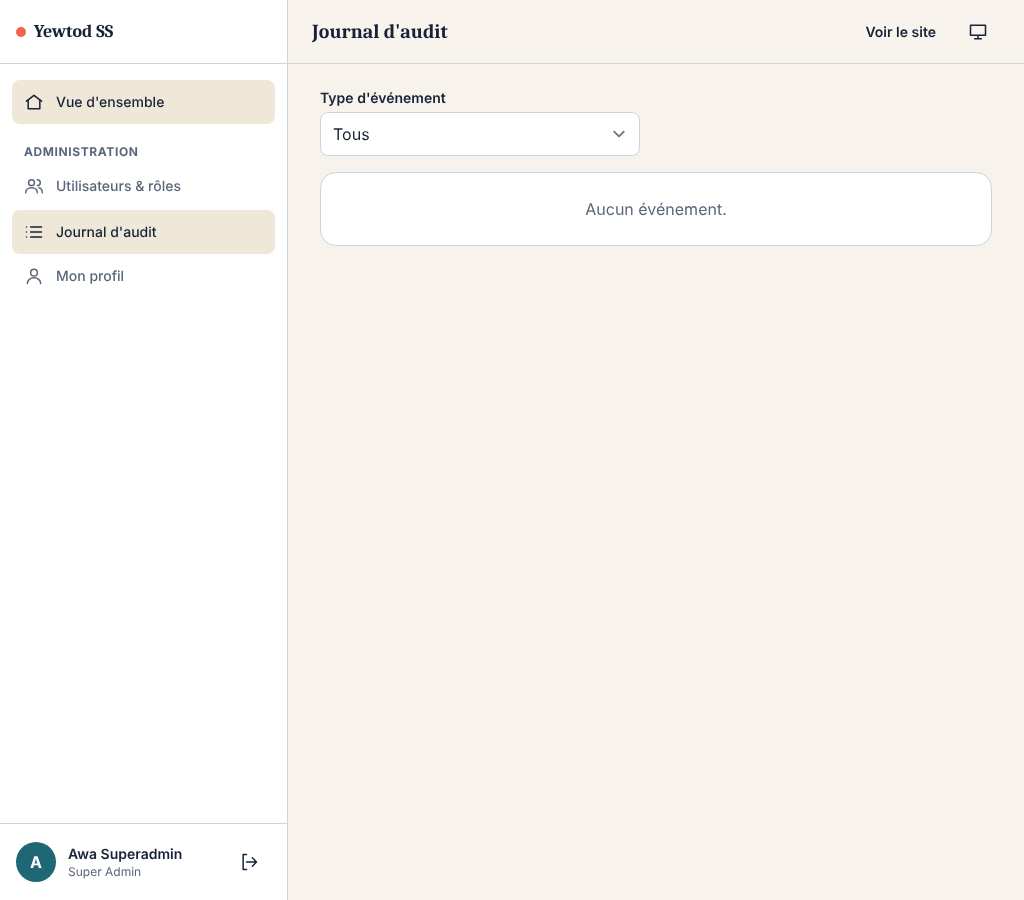 Yewtod SS
Journal d'audit
Voir le site
Vue d'ensemble
ADMINISTRATION
Utilisateurs & rôles
Journal d'audit
Mon profil
Type d'événement
Tous
Aucun événement.
A
Awa Superadmin
Super Admin